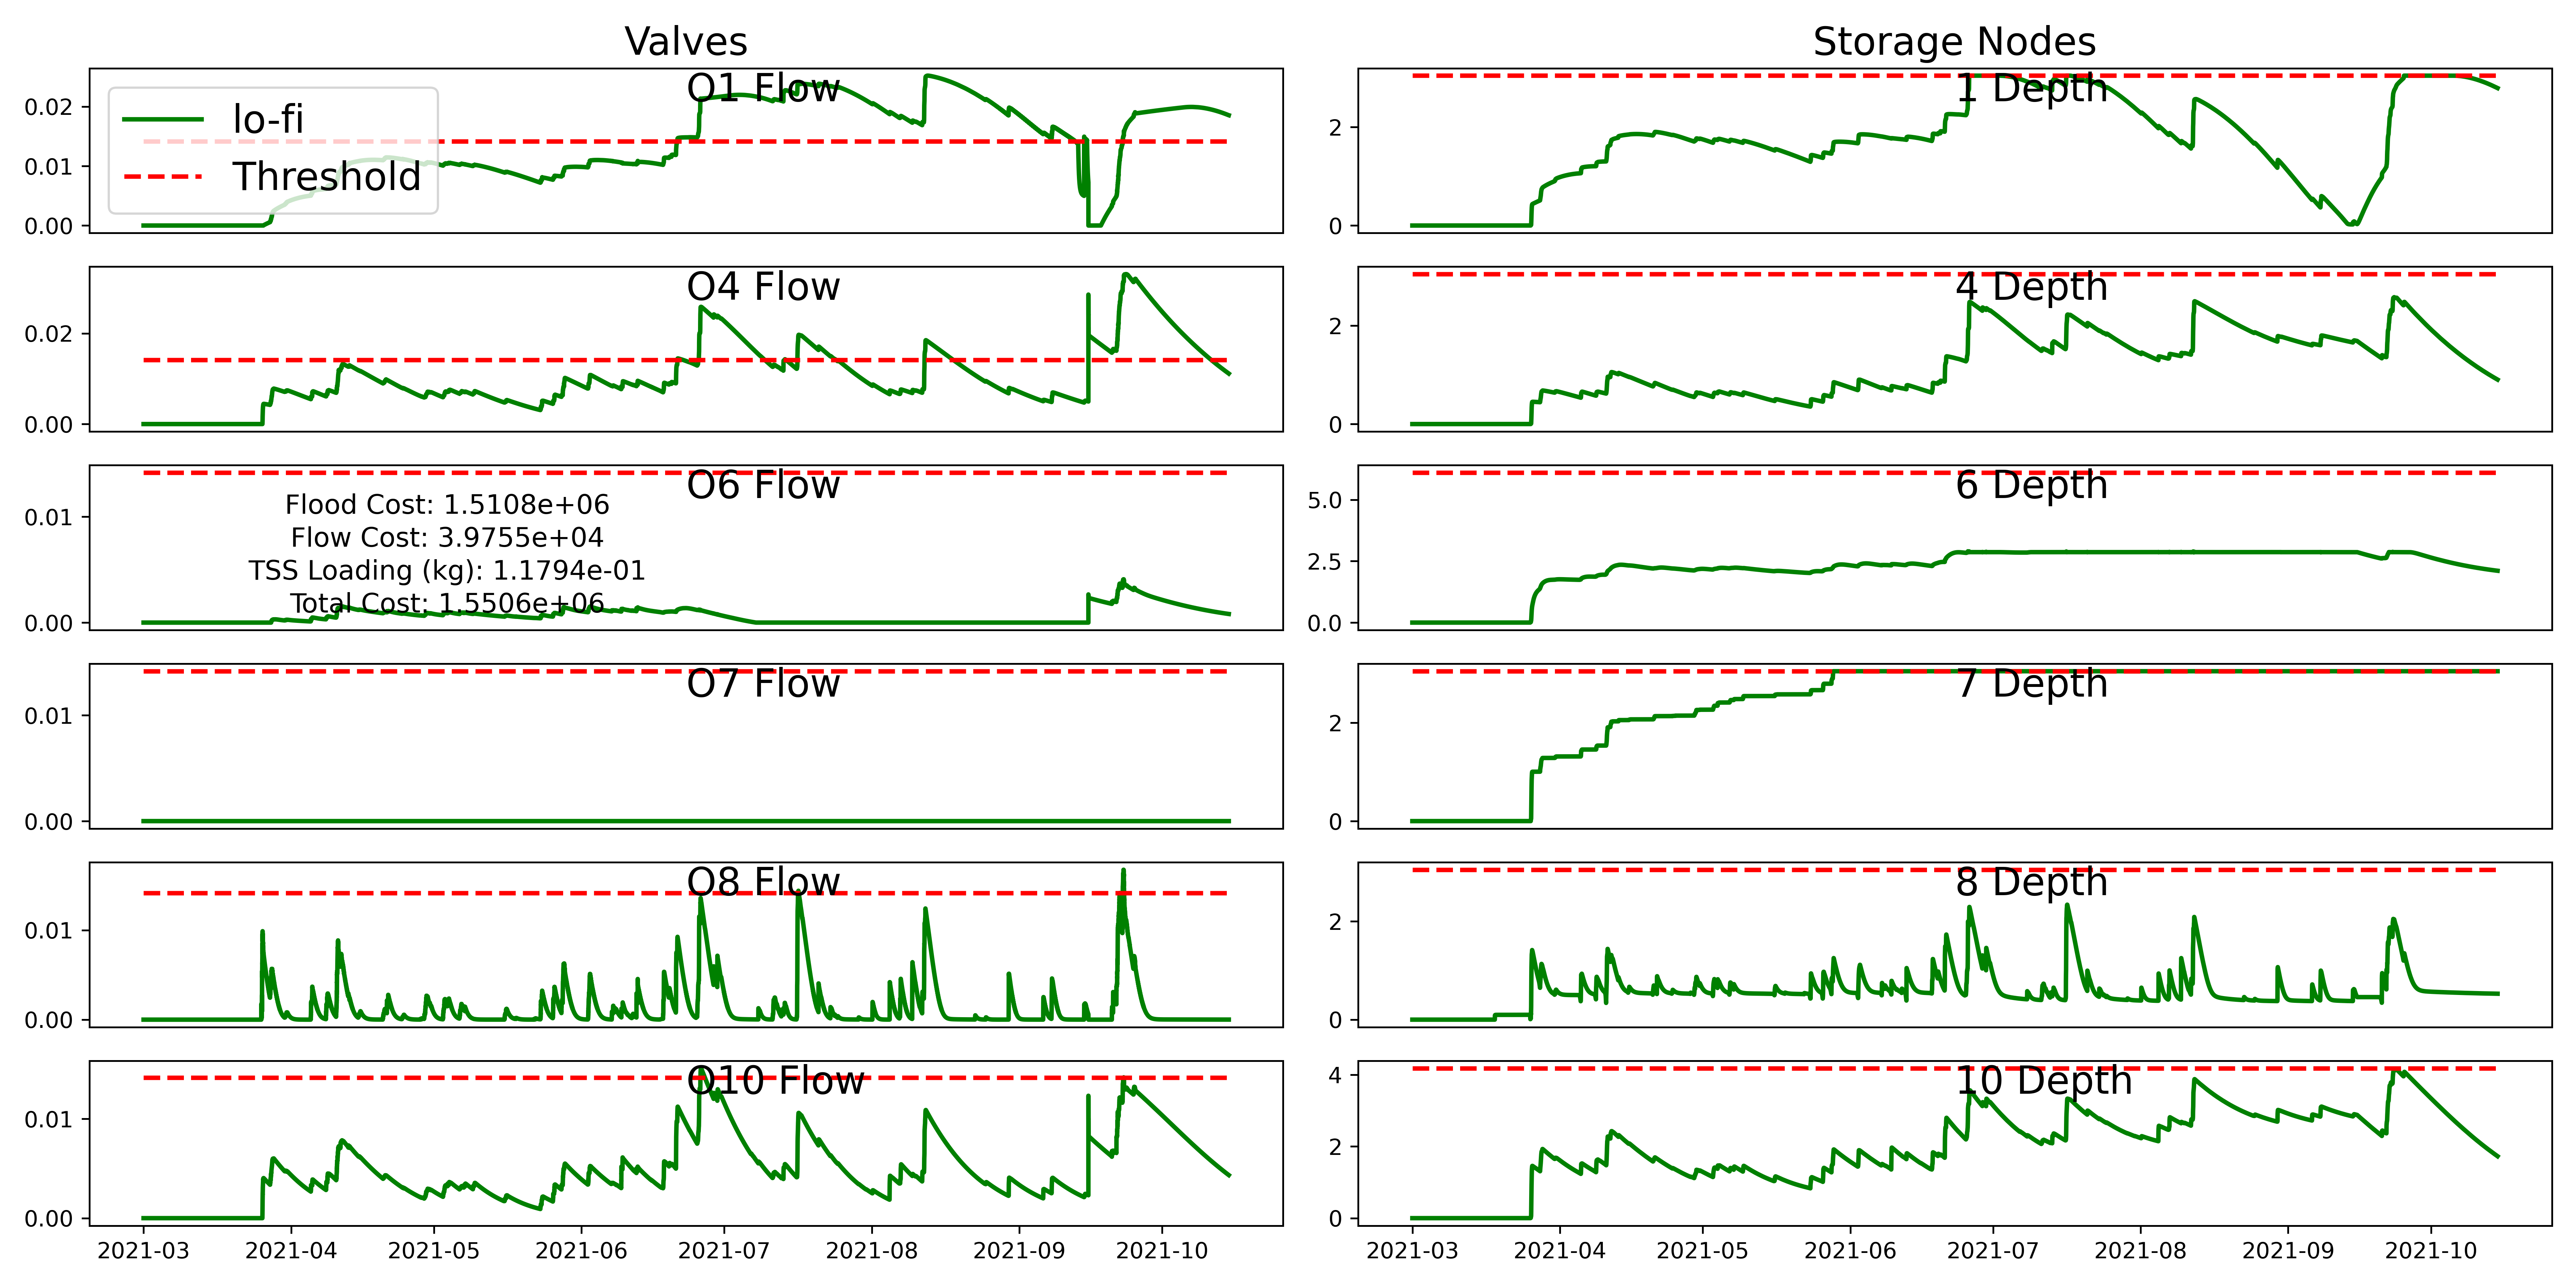 Valves
Storage Nodes
O1 Flow
lo-fi
Threshold
0.02
0.01
0.00
1 Depth
2
0
O4 Flow
0.02
0.00
4 Depth
2
0
O6 Flow
0.01
0.00
Flood Cost: 1.5108e+06
Flow Cost: 3.9755e+04
TSS Loading (kg): 1.1794e-01
Total Cost: 1.5506e+06
6 Depth
5.0
2.5
0.0
O7 Flow
0.01
0.00
7 Depth
2
0
O8 Flow
0.01
0.00
8 Depth
2
0
O10 Flow
0.01
0.00
10 Depth
4
2
0
2021-03 2021-04 2021-05 2021-06 2021-07 2021-08 2021-09 2021-10
2021-03 2021-04 2021-05 2021-06 2021-07 2021-08 2021-09 2021-10